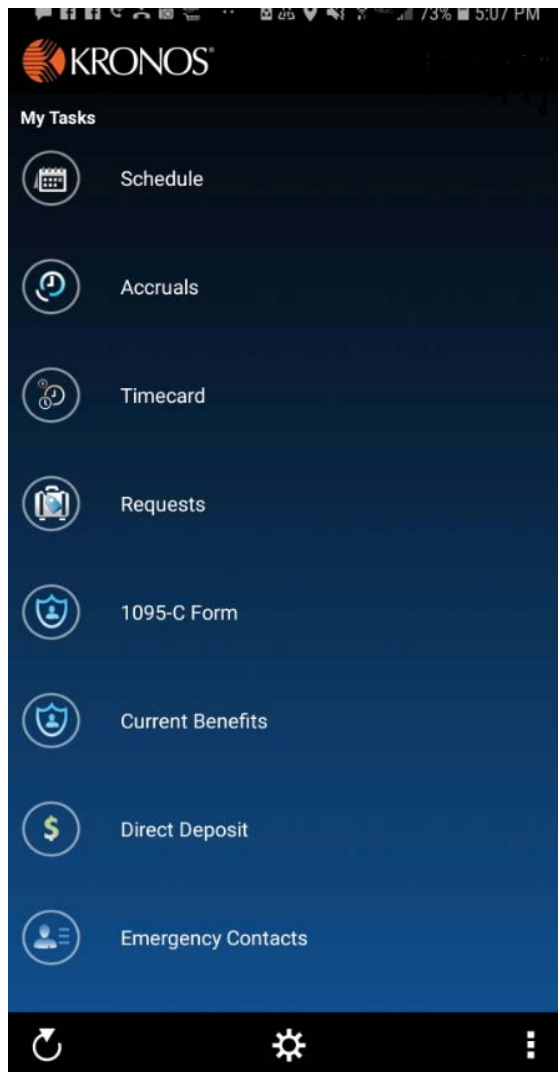 73% 5:07 PM
KRONOS®
My Tasks
Schedule
Accruals
Timecard
Requests
1095-C Form
Current Benefits
Direct Deposit
Emergency Contacts